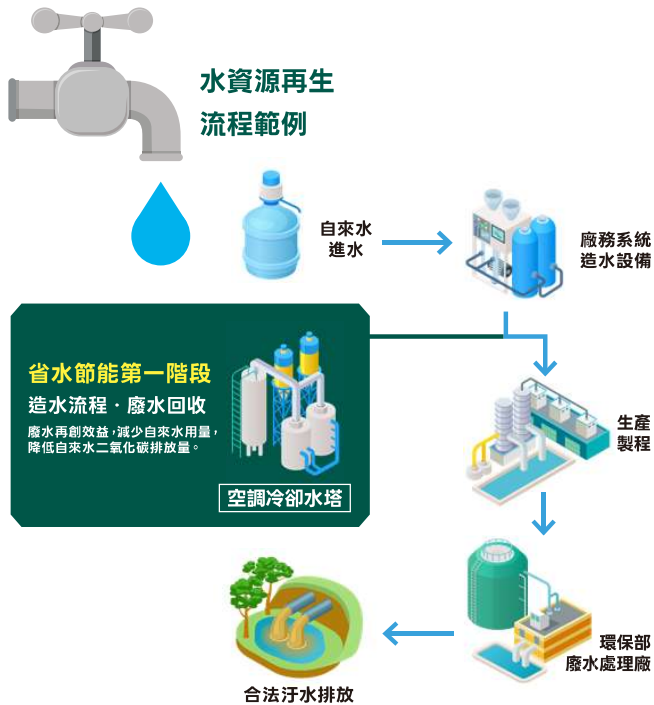 水資源再生
流程範例
自來水
進水
廠務系統
造水設備
省水節能第一階段
造水流程・廢水回收
廢水再創效益,減少自來水用量,
降低自來水二氧化碳排放量。
空調冷卻水塔
生產
製程
環保部
廢水處理廠
合法汙水排放